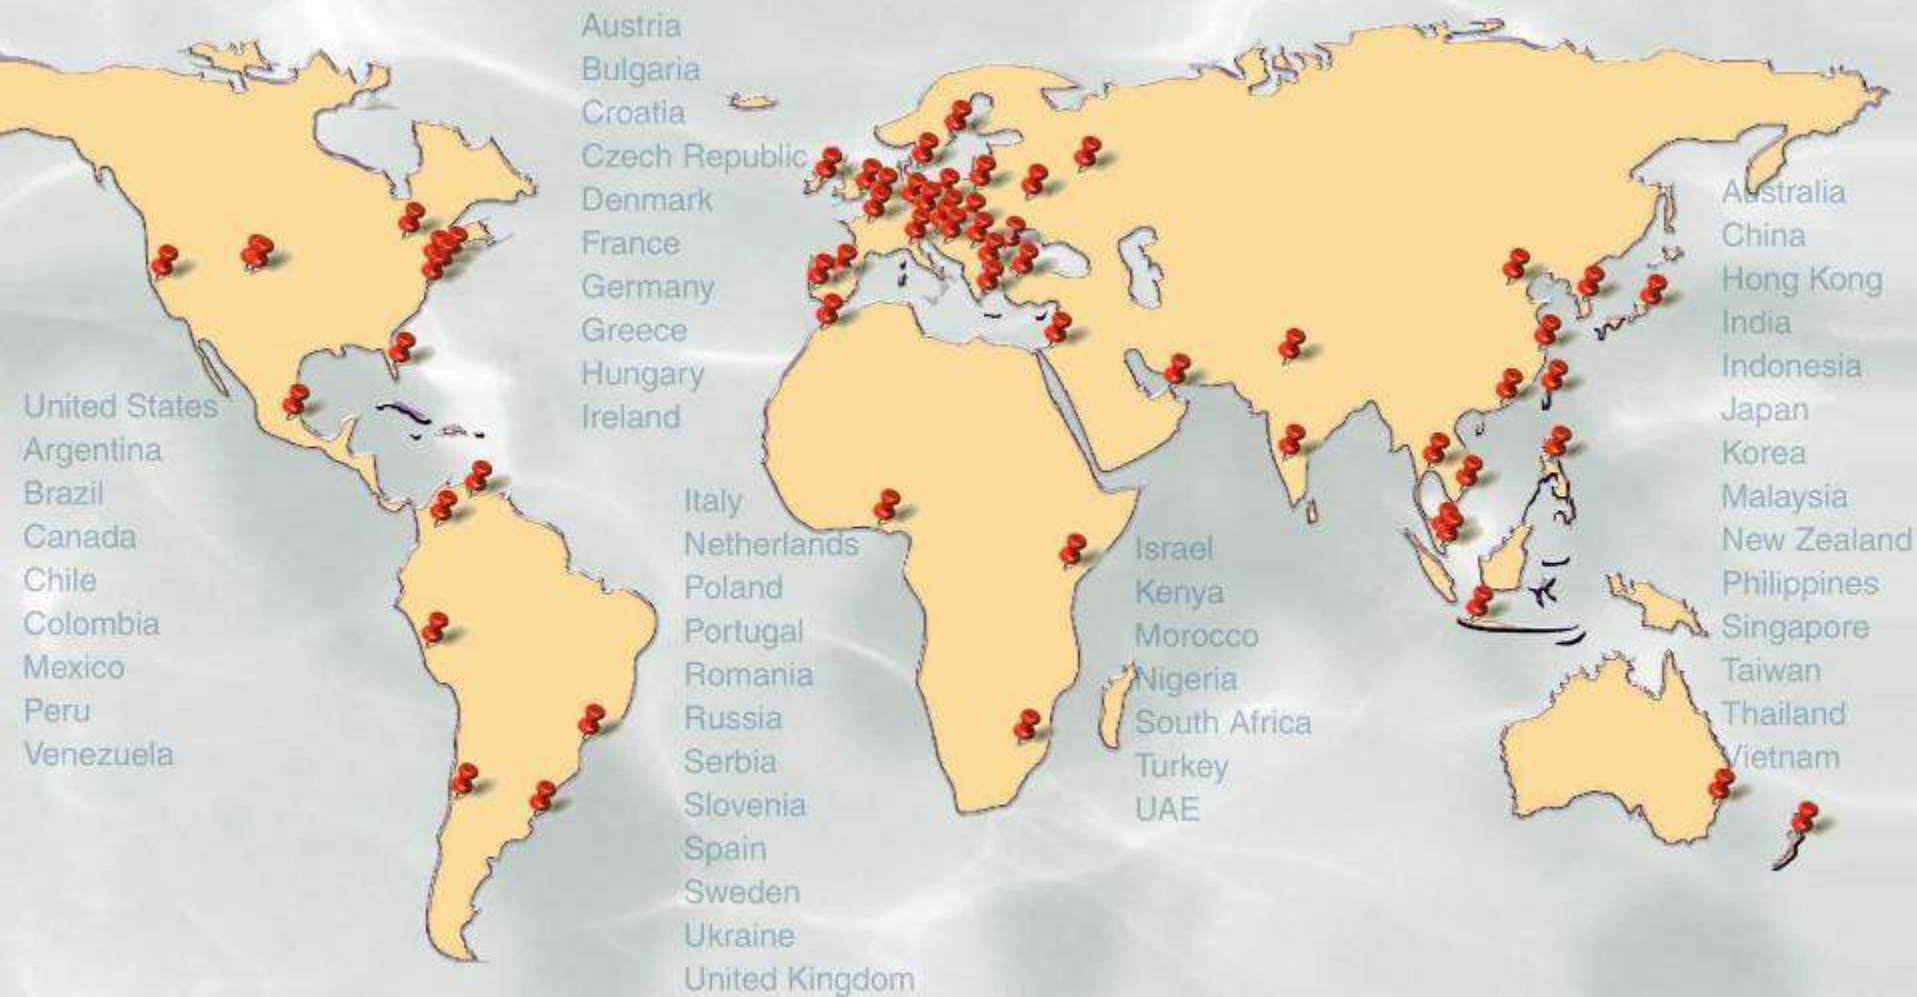 United States
Argentina
Brazil
Canada
Chile
Colombia
Mexico
Peru
Venezuela
Austria
Bulgaria
Croatia
Czech Republic
Denmark
France
Germany
Greece
Hungary
Ireland
Italy
Netherlands
Poland
Portugal
Romania
Russia
Serbia
Slovenia
Spain
Sweden
Ukraine
United Kingdom
Israel
Kenya
Morocco
Nigeria
South Africa
Turkey
UAE
Australia
China
Hong Kong
India
Indonesia
Japan
Korea
Malaysia
New Zealand
Philippines
Singapore
Taiwan
Thailand
Vietnam